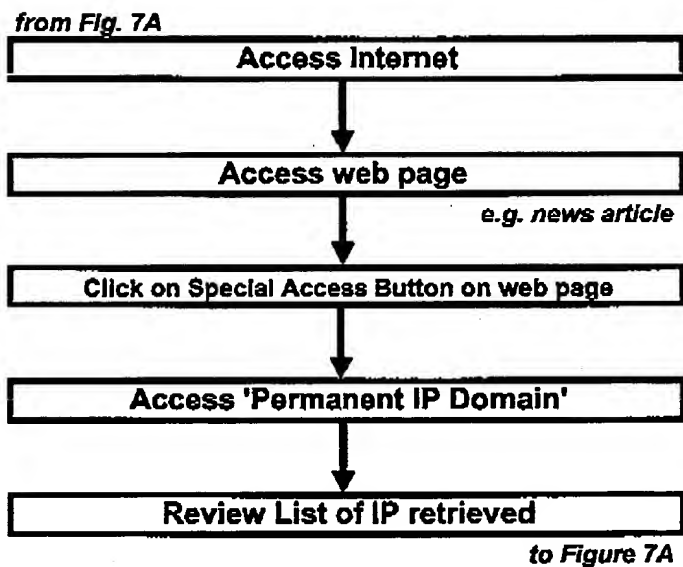 from Fig. 7A
Access Internet
Access web page
e.g. news article
Click on Special Access Button on web page
Access 'Permanent IP Domain'
Review List of IP retrieved
to Figure 7A